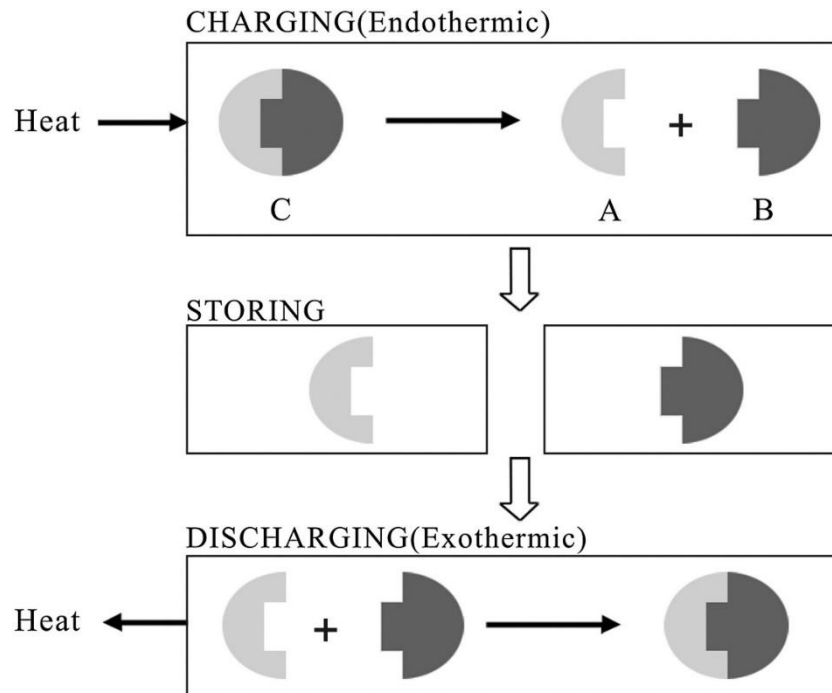 CHARGING(Endothermic)
Heat
+
C A B
STORING
DISCHARGING(Exothermic)
Heat
+